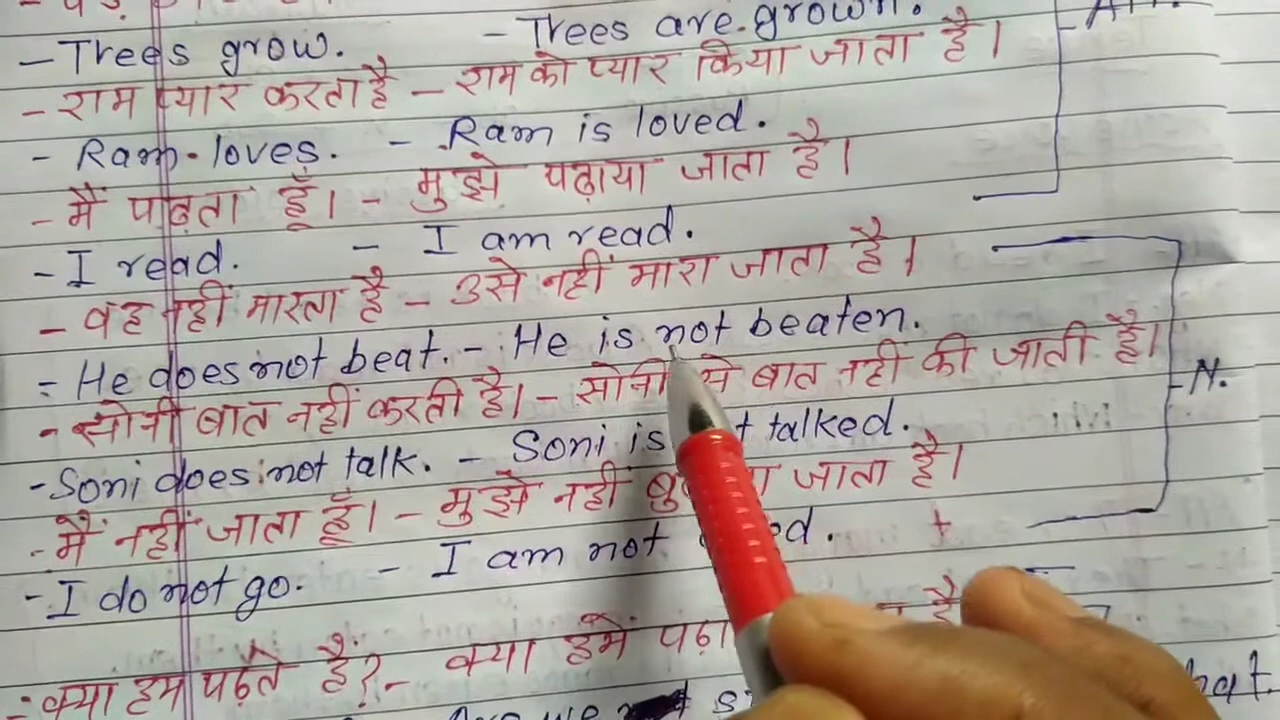 - Trees grow. - Trees are grown.
- राम प्यार करता है - राम को प्यार किया जाता है।
- Ram loves. - Ram is loved.
- मैं पढ़ता हूँ। - मुझे पढ़ाया जाता है।
- I read. - I am read.
- वह नहीं मारता है - उसे नहीं मारा जाता है।
= He does not beat. - He is not beaten.
- सोनी बात नहीं करती है। - सोनी से बात नहीं की जाती है।
N.
- Soni does not talk. - Soni is talked.
- मैं नहीं जाता हूँ। - मुझे नहीं जाता है।
- I do not go. - I am not
- क्या हम पढ़ते हैं? - क्या हमें है
Are we